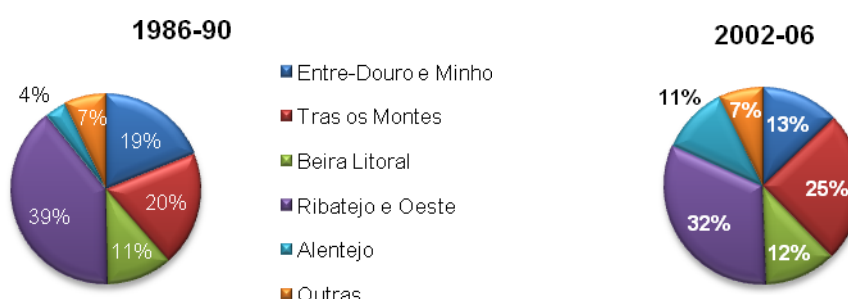 1986-90
4%
7%
19%
20%
11%
39%
Entre-Douro e Minho
Tras os Montes
Beira Litoral
Ribatejo e Oeste
Alentejo
Outras
2002-06
11%
7%
13%
25%
12%
32%